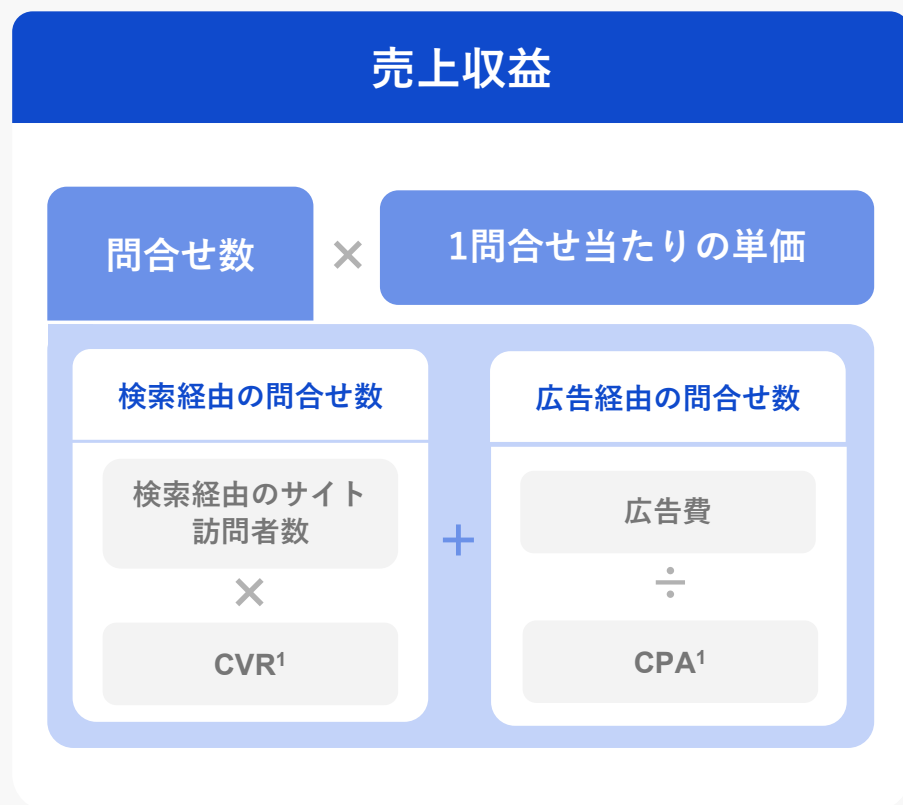 売上収益
問合せ数
×
1問合せ当たりの単価
検索経由の問合せ数
広告経由の問合せ数
検索経由のサイト
訪問者数
×
CVR¹
+
広告費
÷
CPA¹